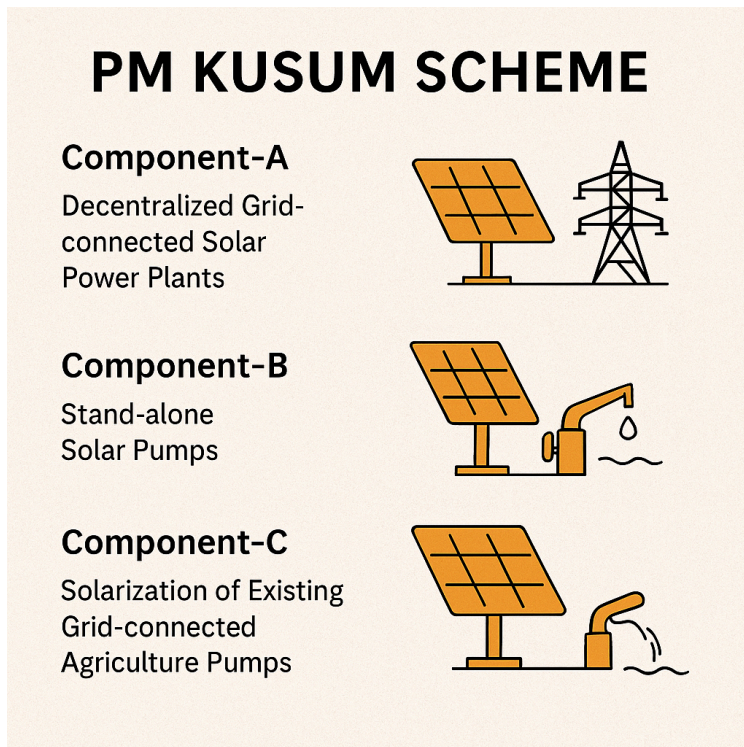 PM KUSUM SCHEME
Component-A
Decentralized Grid-
connected Solar
Power Plants
Component-B
Stand-alone
Solar Pumps
Component-C
Solarization of Existing
Grid-connected
Agriculture Pumps